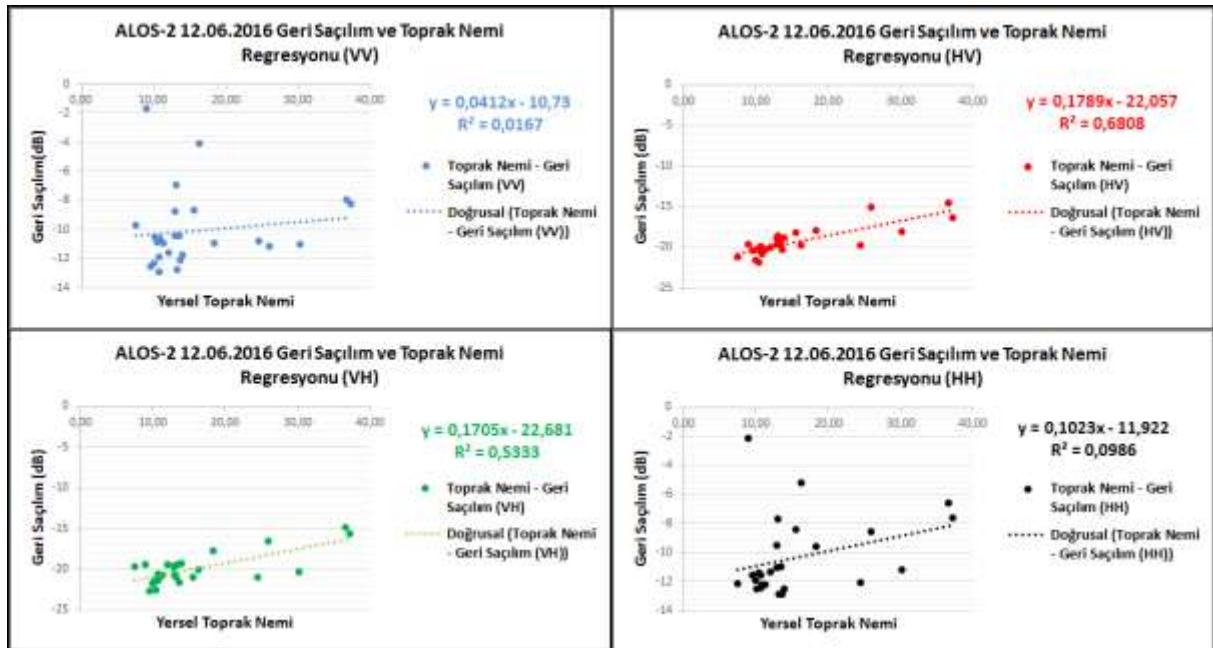 ALOS-2 12.06.2016 Geri Saçılım ve Toprak Nemi
Regresyonu (VV)
Geri Saçılım(dB)
0
-2
-4
-6
-8
-10
-12
-14
0,00 10,00 20,00 30,00 40,00
Yersel Toprak Nemi
y = 0,0412x - 10,73
R² = 0,0167
Toprak Nemi - Geri
Saçılım (VV)
Doğrusal (Toprak Nemi
- Geri Saçılım (VV))
ALOS-2 12.06.2016 Geri Saçılım ve Toprak Nemi
Regresyonu (HV)
Geri Saçılım (dB)
0
-5
-10
-15
-20
-25
0,00 10,00 20,00 30,00 40,00
Yersel Toprak Nemi
y = 0,1789x - 22,057
R² = 0,6808
Toprak Nemi - Geri
Saçılım (HV)
Doğrusal (Toprak Nemi
- Geri Saçılım (HV))
ALOS-2 12.06.2016 Geri Saçılım ve Toprak Nemi
Regresyonu (VH)
Geri Saçılım (dB)
0
-5
-10
-15
-20
-25
0,00 10,00 20,00 30,00 40,00
Yersel Toprak Nemi
y = 0,1705x - 22,681
R² = 0,5333
Toprak Nemi - Geri
Saçılım (VH)
Doğrusal (Toprak Nemi
- Geri Saçılım (VH))
ALOS-2 12.06.2016 Geri Saçılım ve Toprak Nemi
Regresyonu (HH)
Geri Saçılım (dB)
0
-2
-4
-6
-8
-10
-12
-14
0,00 10,00 20,00 30,00 40,00
Yersel Toprak Nemi
y = 0,1023x - 11,922
R² = 0,0986
Toprak Nemi - Geri
Saçılım (HH)
Doğrusal (Toprak Nemi
- Geri Saçılım (HH))